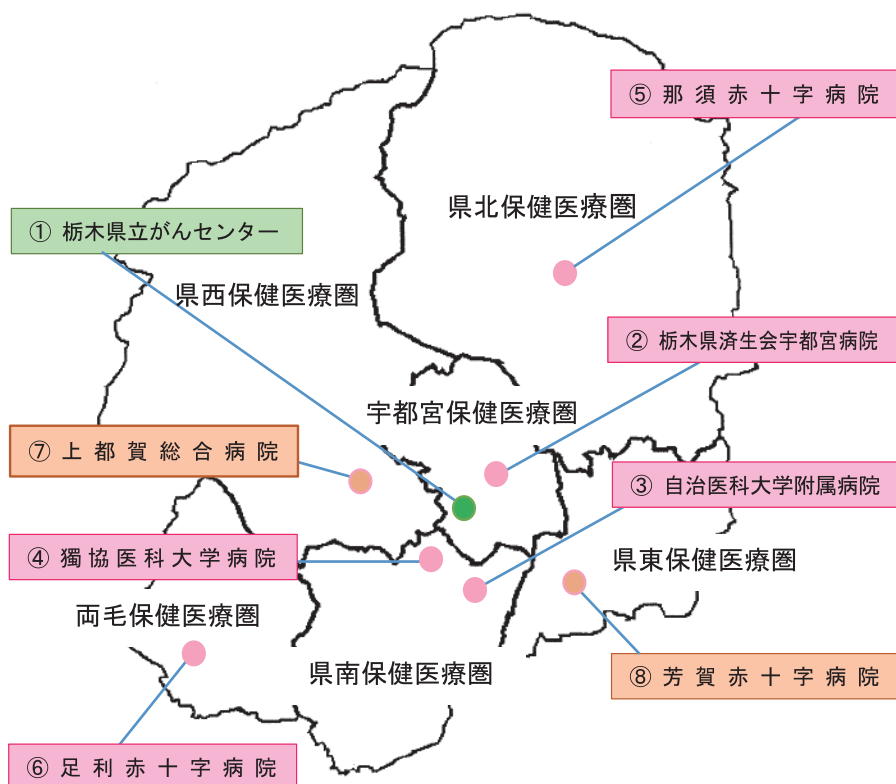 ⑤ 那須赤十字病院
県北保健医療圏
① 栃木県立がんセンター
県西保健医療圏
② 栃木県済生会宇都宮病院
宇都宮保健医療圏
⑦ 上都賀総合病院
③ 自治医科大学附属病院
④ 獨協医科大学病院
県東保健医療圏
両毛保健医療圏
県南保健医療圏
⑧ 芳賀赤十字病院
⑥ 足利赤十字病院